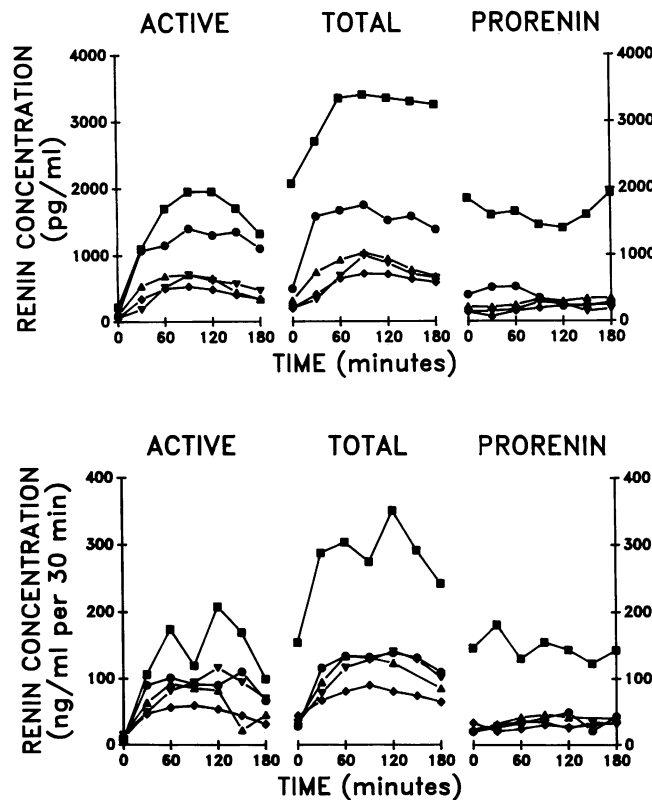 ACTIVE TOTAL PRORENIN
RENIN CONCENTRATION
(pg/ml)
4000
3000
2000
1000
0
4000
3000
2000
1000
0
0 60 120 180 0 60 120 180 0 60 120 180
TIME (minutes)
ACTIVE TOTAL PRORENIN
RENIN CONCENTRATION
(ng/ml per 30 min)
400
300
200
100
0
400
300
200
100
0
0 60 120 180 0 60 120 180 0 60 120 180
TIME (minutes)